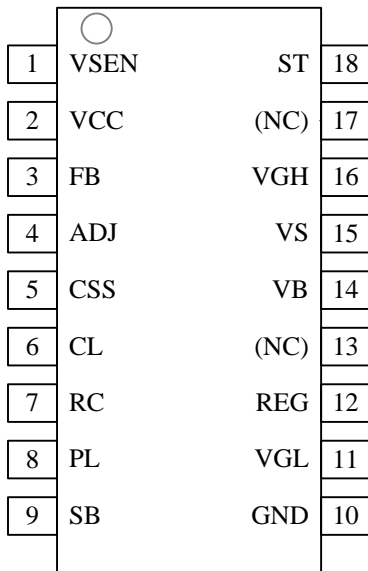 1 VSEN ST 18
2 VCC (NC) 17
3 FB VGH 16
4 ADJ VS 15
5 CSS VB 14
6 CL (NC) 13
7 RC REG 12
8 PL VGL 11
9 SB GND 10